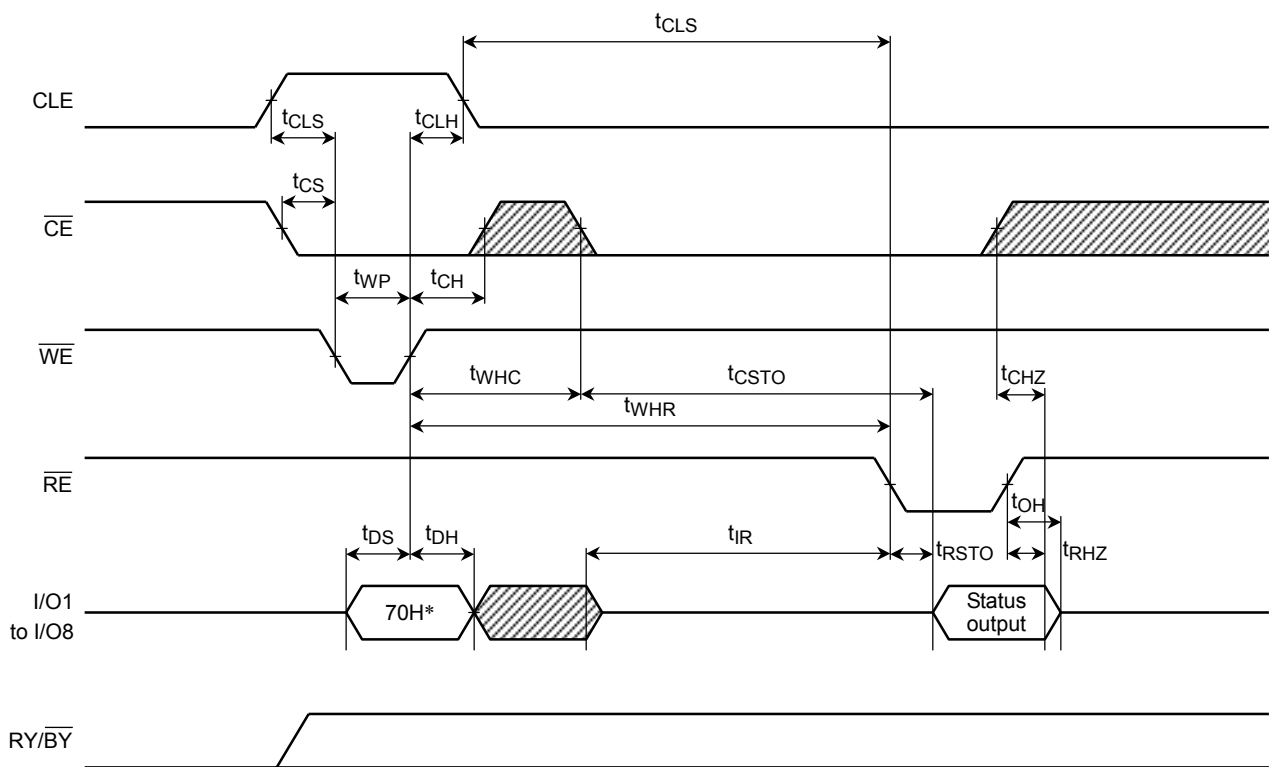 tCLS
CLE
tCLS
tCLH
tCS
CE
tWP
tCH
WE
tWHC
tCSTO
tCHZ
tWHR
RE
tOH
tDS
tDH
tIR
tRSTO
tRHZ
I/O1
to I/O8
70H*
Status
output
RY/BY